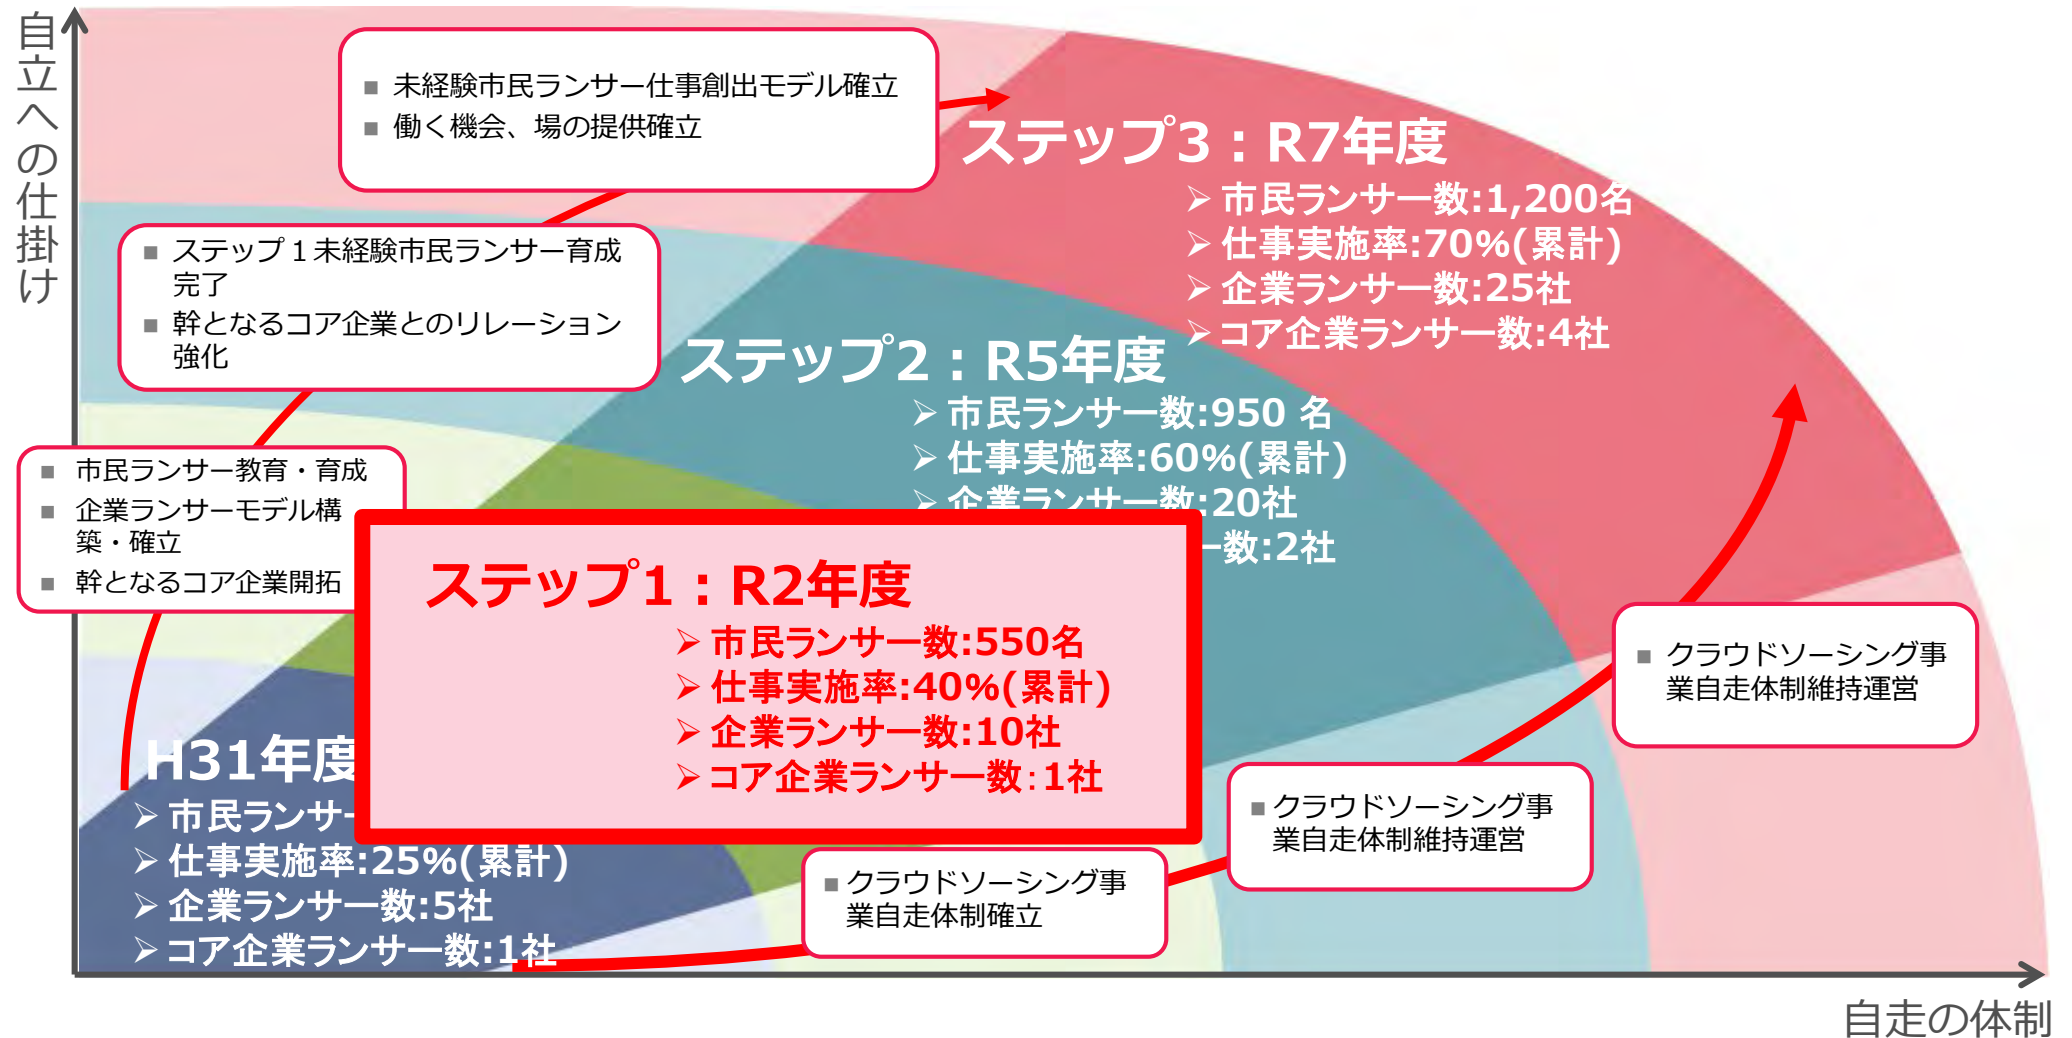 自立への仕掛け
未経験市民ランサー仕事創出モデル確立
働く機会、場の提供確立
ステップ3：R7年度
市民ランサー数:1,200名
仕事実施率:70%(累計)
企業ランサー数:25社
コア企業ランサー数:4社
ステップ１未経験市民ランサー育成
完了
幹となるコア企業とのリレーション
強化
ステップ2：R5年度
市民ランサー数:950 名
仕事実施率:60%(累計)
企業ランサー数:20社
ー数:2社
市民ランサー教育・育成
企業ランサーモデル構
築・確立
幹となるコア企業開拓
ステップ1：R2年度
市民ランサー数:550名
仕事実施率:40%(累計)
企業ランサー数:10社
コア企業ランサー数:1社
H31年度
市民ランサー
仕事実施率:25%(累計)
企業ランサー数:5社
コア企業ランサー数:1社
クラウドソーシング事
業自走体制確立
クラウドソーシング事
業自走体制維持運営
クラウドソーシング事
業自走体制維持運営
自走の体制